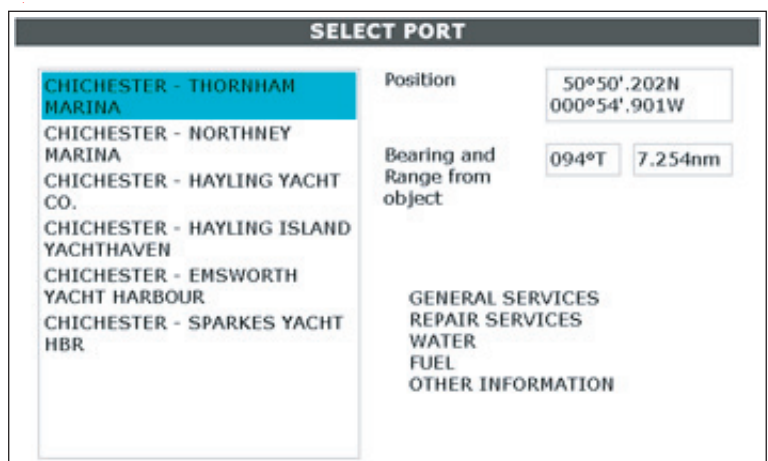 SELECT PORT
CHICHESTER - THORNHAM
MARINA
CHICHESTER - NORTHNEY
MARINA
CHICHESTER - HAYLING YACHT
CO.
CHICHESTER - HAYLING ISLAND
YACHTHAVEN
CHICHESTER - EMSWORTH
YACHT HARBOUR
CHICHESTER - SPARKES YACHT
HBR
Position
50°50'.202N
000°54'.901W
Bearing and
Range from
object
094°T
7.254nm
GENERAL SERVICES
REPAIR SERVICES
WATER
FUEL
OTHER INFORMATION